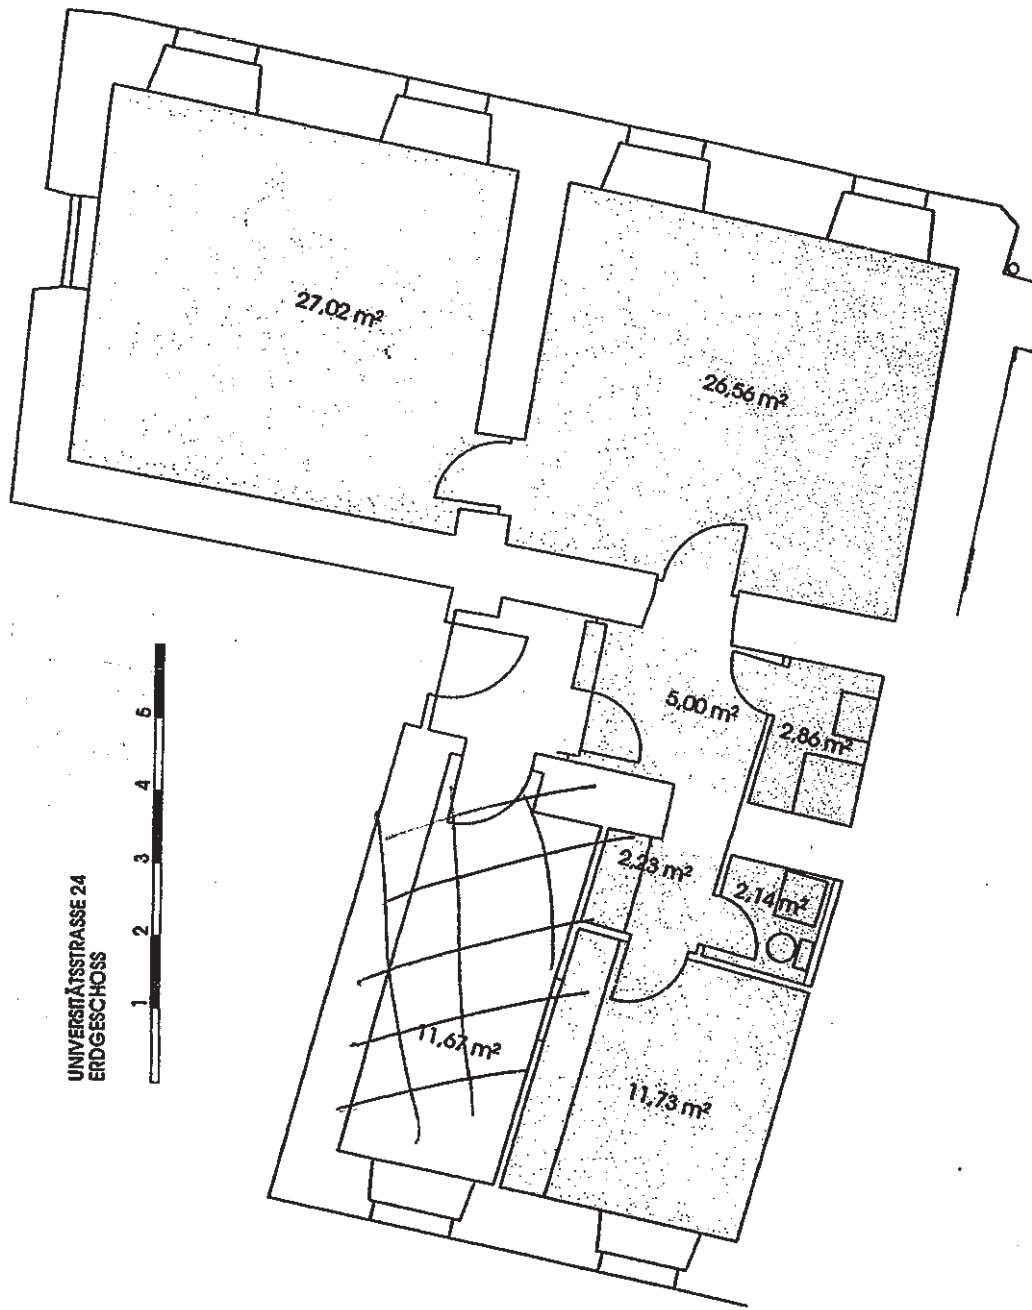 27,02 m²
26,56 m²
5,00 m²
2,86 m²
2,23 m²
2,14 m²
11,67 m²
11,73 m²
UNIVERSITÄTSSTRASSE 24
ERDGESCHOSS
1
2
3
4
5